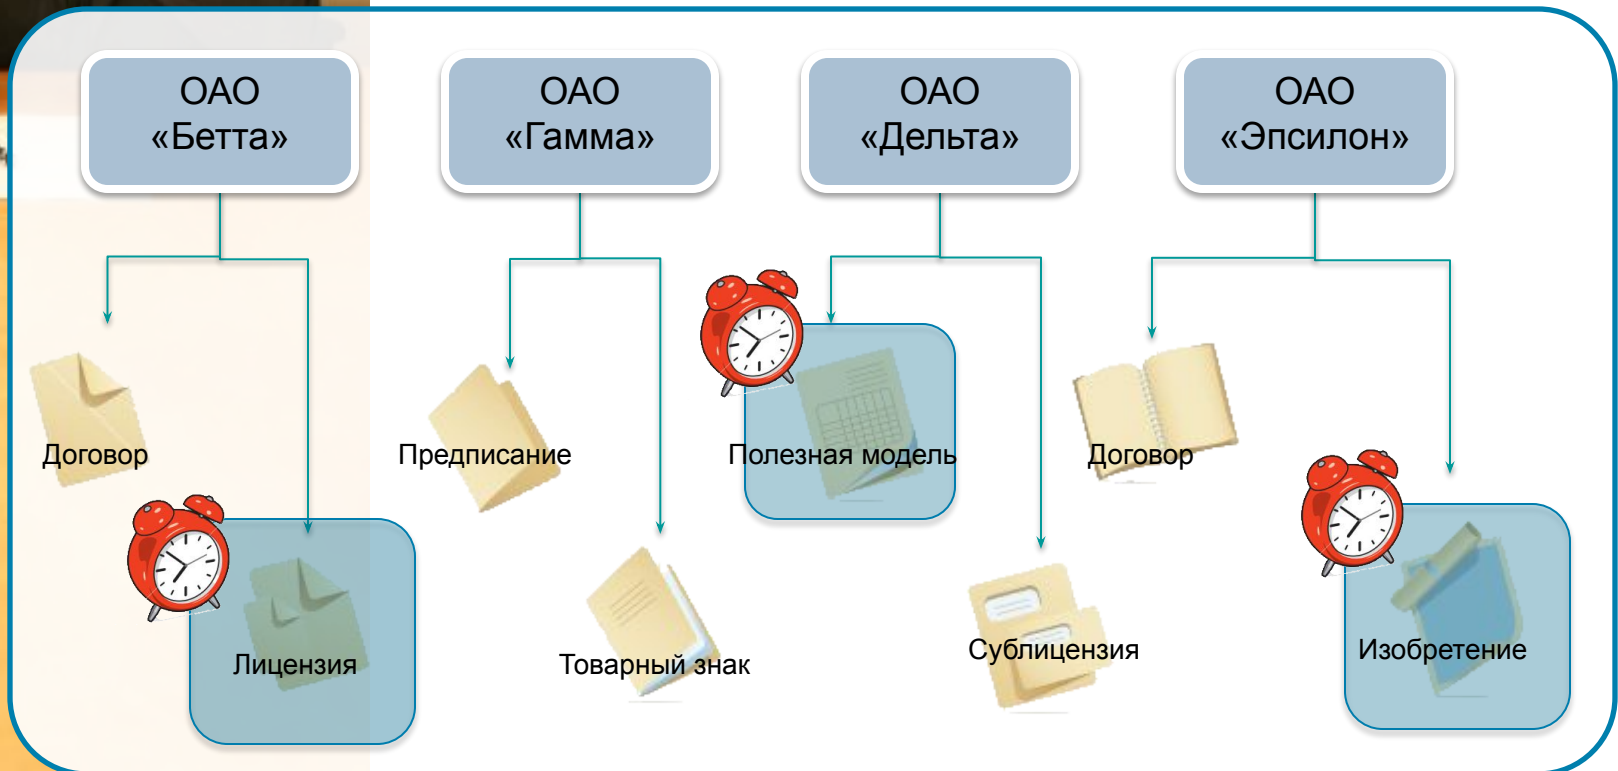 ОАО
«Бетта»
ОАО
«Гамма»
ОАО
«Дельта»
ОАО
«Эпсилон»
Договор
Предписание
Полезная модель
Договор
Лицензия
Товарный знак
Сублицензия
Изобретение